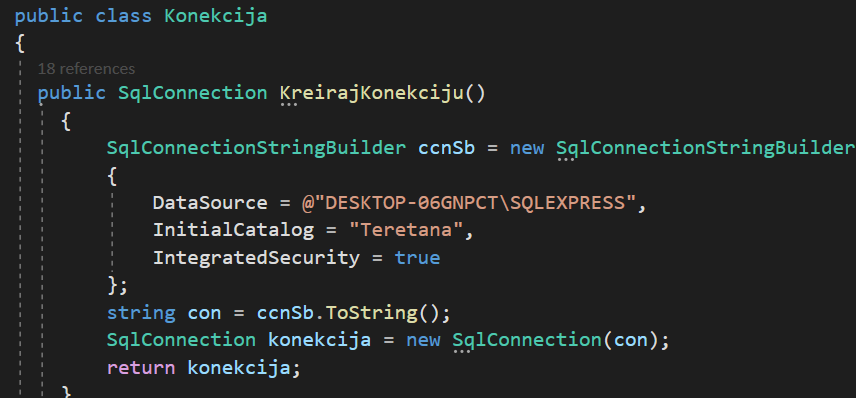 public class Konekcija
{
18 references
public SqlConnection KreirajKonekciju()
{
SqlConnectionStringBuilder ccnSb = new SqlConnectionStringBuilder
{
DataSource = @"DESKTOP-06GNPCT\SQLEXPRESS",
InitialCatalog = "Teretana",
IntegratedSecurity = true
};
string con = ccnSb.ToString();
SqlConnection konekcija = new SqlConnection(con);
return konekcija;
}